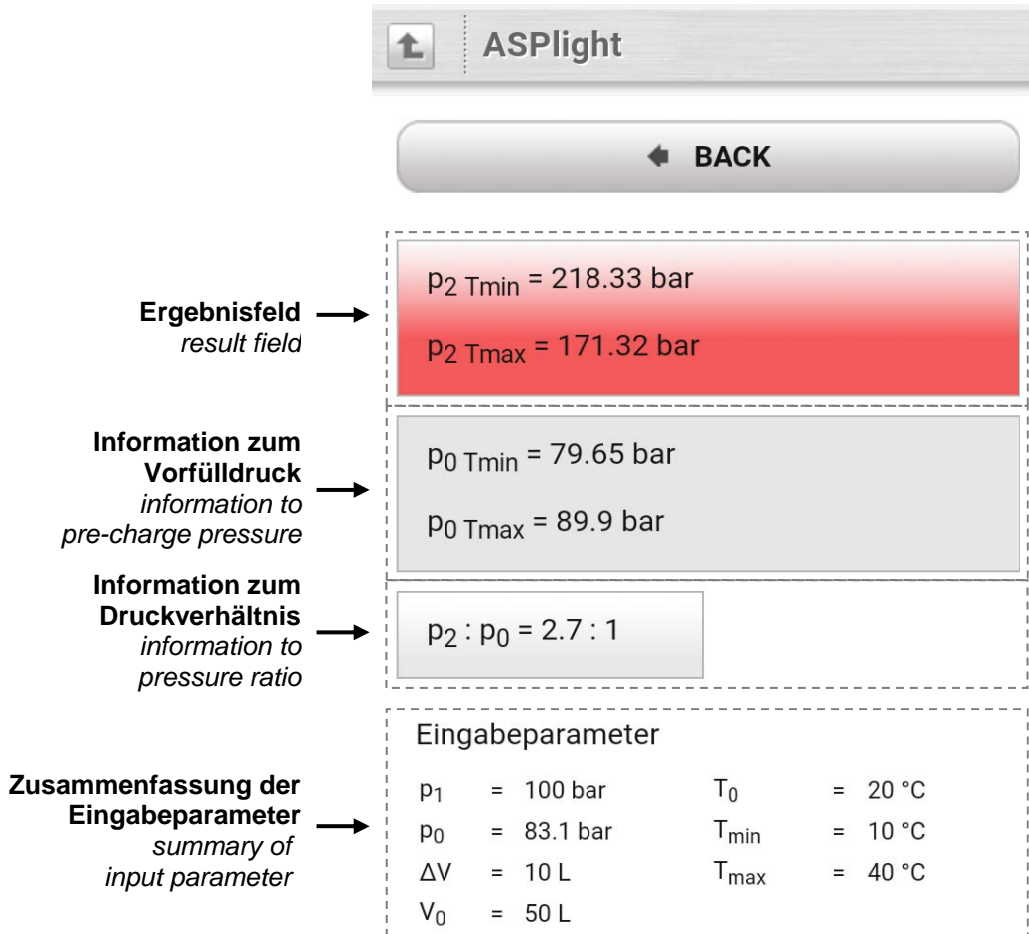 ASPlight
BACK
Ergebnisfeld
result field
p2 Tmin = 218.33 bar
p2 Tmax = 171.32 bar
Information zum
Vorfülldruck
information to
pre-charge pressure
p0 Tmin = 79.65 bar
p0 Tmax = 89.9 bar
Information zum
Druckverhältnis
information to
pressure ratio
p2 : p0 = 2.7 : 1
Zusammenfassung der
Eingabeparameter
summary of
input parameter
Eingabeparameter
p1 = 100 bar T0 = 20 °C
p0 = 83.1 bar Tmin = 10 °C
ΔV = 10 L Tmax = 40 °C
V0 = 50 L